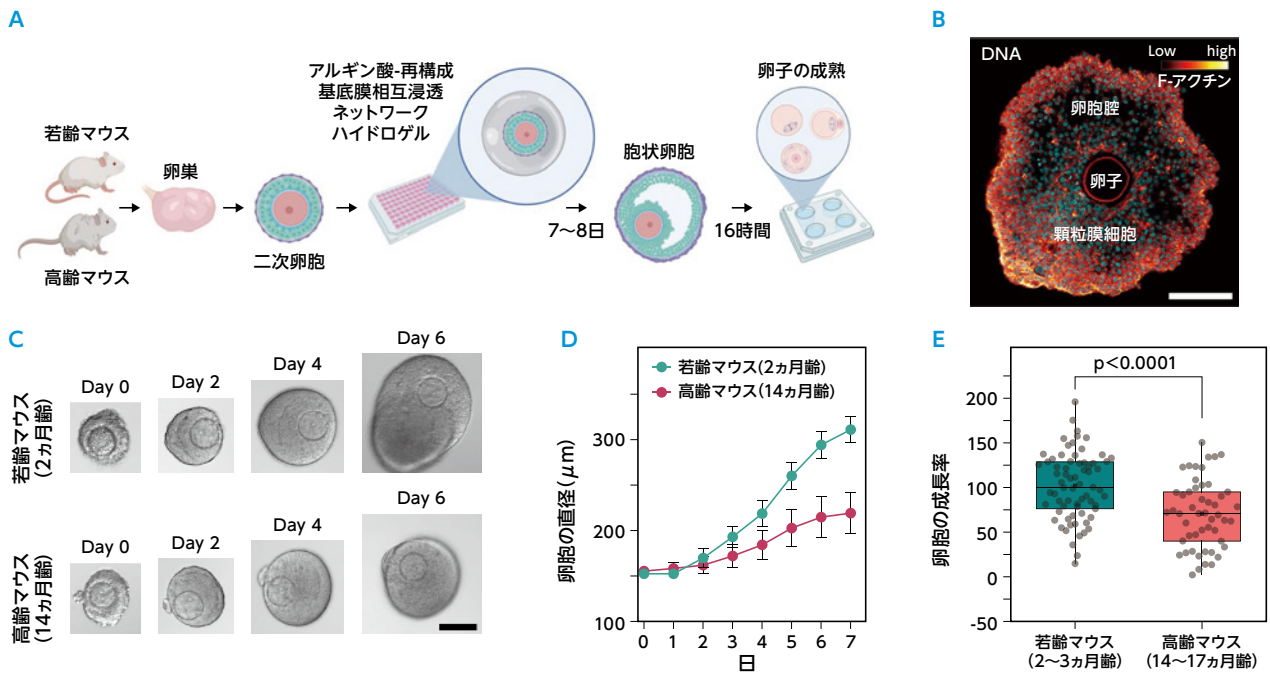 A
若齢マウス
高齢マウス
卵巣
二次卵胞
アルギン酸-再構成
基底膜相互浸透
ネットワーク
ハイドロゲル
7〜8日
胞状卵胞
16時間
卵子の成熟
B
DNA
Low high
F-アクチン
卵胞腔
卵子
顆粒膜細胞
C
若齢マウス
(2ヵ月齢)
Day 0
Day 2
Day 4
Day 6
高齢マウス
(14ヵ月齢)
Day 0
Day 2
Day 4
Day 6
D
若齢マウス(2ヵ月齢)
高齢マウス(14ヵ月齢)
卵胞の直径(μm)
300
200
100
0 1 2 3 4 5 6 7
日
E
p<0.0001
卵胞の成長率
200
150
100
50
0
-50
若齢マウス
(2〜3ヵ月齢)
高齢マウス
(14〜17ヵ月齢)